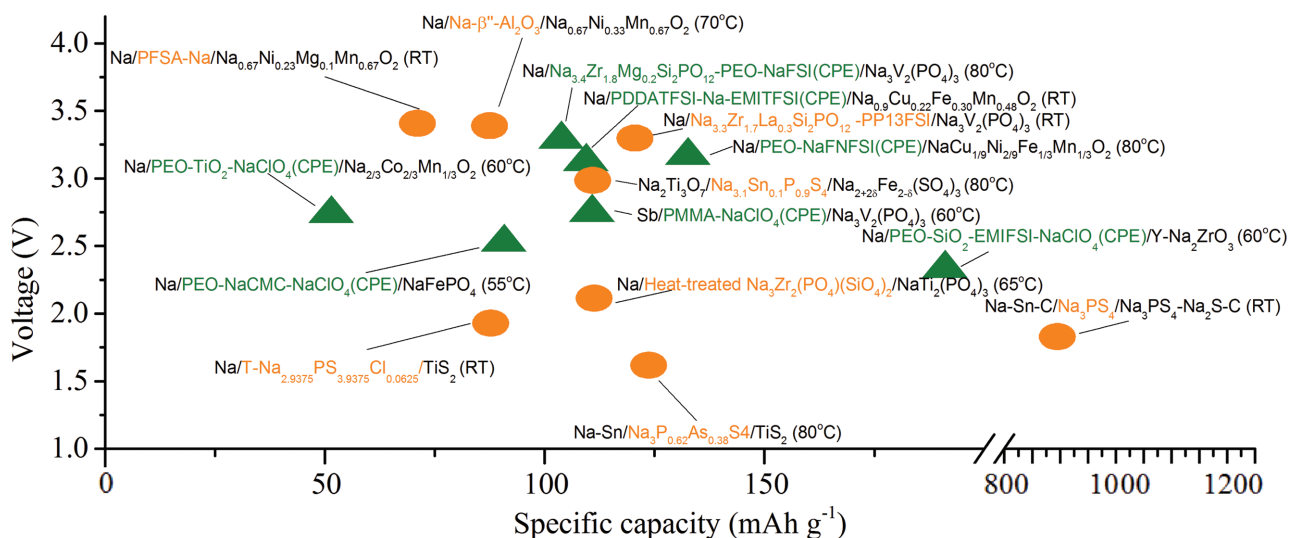 Na/Na-β"-Al₂O₃/Na₀.₆₇Ni₀.₃₃Mn₀.₆₇O₂ (70°C)
4.0
Na/PFSA-Na/Na₀.₆₇Ni₀.₂₃Mg₀.₁Mn₀.₆₇O₂ (RT)
Na/Na₃.₄Zr₁.₈Mg₀.₂Si₂PO₁₂-PEO-NaFSI(CPE)/Na₃V₂(PO₄)₃ (80°C)
Na/PDDATFSI-Na-EMITFSI(CPE)/Na₀.₉Cu₀.₂₂Fe₀.₃₀Mn₀.₄₈O₂ (RT)
3.5
Na/Na₃.₃Zr₁.₇La₀.₃Si₂PO₁₂ -PP13FSI/Na₃V₂(PO₄)₃ (RT)
Na/PEO-NaFNFSI(CPE)/NaCu₁/₉Ni₂/₉Fe₁/₃Mn₁/₃O₂ (80°C)
Na/PEO-TiO₂-NaClO₄(CPE)/Na₂/₃Co₂/₃Mn₁/₃O₂ (60°C)
3.0
Na₂Ti₃O₇/Na₃.₁Sn₀.₁P₀.₉S₄/Na₂₊₂δFe₂₋δ(SO₄)₃ (80°C)
Sb/PMMA-NaClO₄(CPE)/Na₃V₂(PO₄)₃ (60°C)
Na/PEO-SiO₂-EMIFSI-NaClO₄(CPE)/Y-Na₂ZrO₃ (60°C)
2.5
Na/PEO-NaCMC-NaClO₄(CPE)/NaFePO₄ (55°C)
Na/Heat-treated Na₃Zr₂(PO₄)(SiO₄)₂/NaTi₂(PO₄)₃ (65°C)
Na-Sn-C/Na₃PS₄/Na₃PS₄-Na₂S-C (RT)
2.0
Na/T-Na₂.₉₃₇₅PS₃.₉₃₇₅Cl₀.₀₆₂₅/TiS₂ (RT)
1.5
Na-Sn/Na₃P₀.₆₂As₀.₃₈S4/TiS₂ (80°C)
1.0
Voltage (V)
0 50 100 150 800 1000 1200
Specific capacity (mAh g⁻¹)